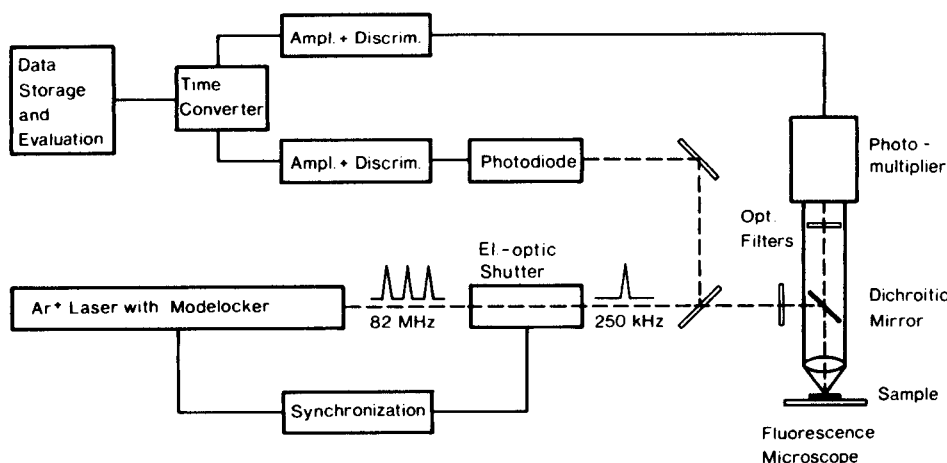 Ampl. + Discrim.
Data
Storage
and
Evaluation
Time
Converter
Ampl. + Discrim.
Photodiode
Photo -
multiplier
Opt.
Filters
El.-optic
Shutter
Ar+ Laser with Modelocker
82 MHz
250 kHz
Dichroitic
Mirror
Synchronization
Sample
Fluorescence
Microscope